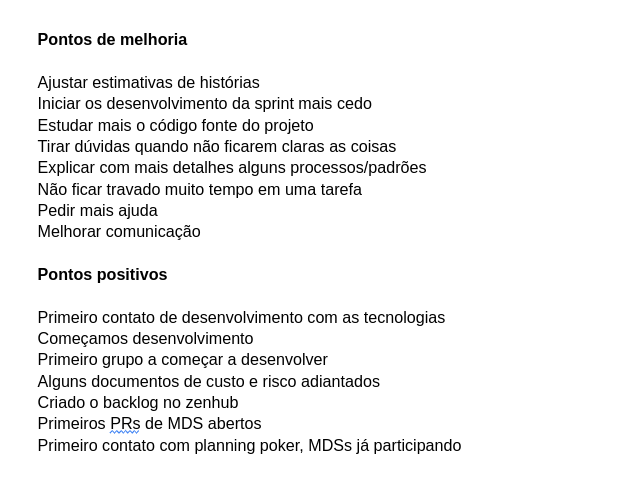 Pontos de melhoria
Ajustar estimativas de histórias
Iniciar os desenvolvimento da sprint mais cedo
Estudar mais o código fonte do projeto
Tirar dúvidas quando não ficarem claras as coisas
Explicar com mais detalhes alguns processos/padrões
Não ficar travado muito tempo em uma tarefa
Pedir mais ajuda
Melhorar comunicação
Pontos positivos
Primeiro contato de desenvolvimento com as tecnologias
Começamos desenvolvimento
Primeiro grupo a começar a desenvolver
Alguns documentos de custo e risco adiantados
Criado o backlog no zenhub
Primeiros PRs de MDS abertos
Primeiro contato com planning poker, MDSs já participando